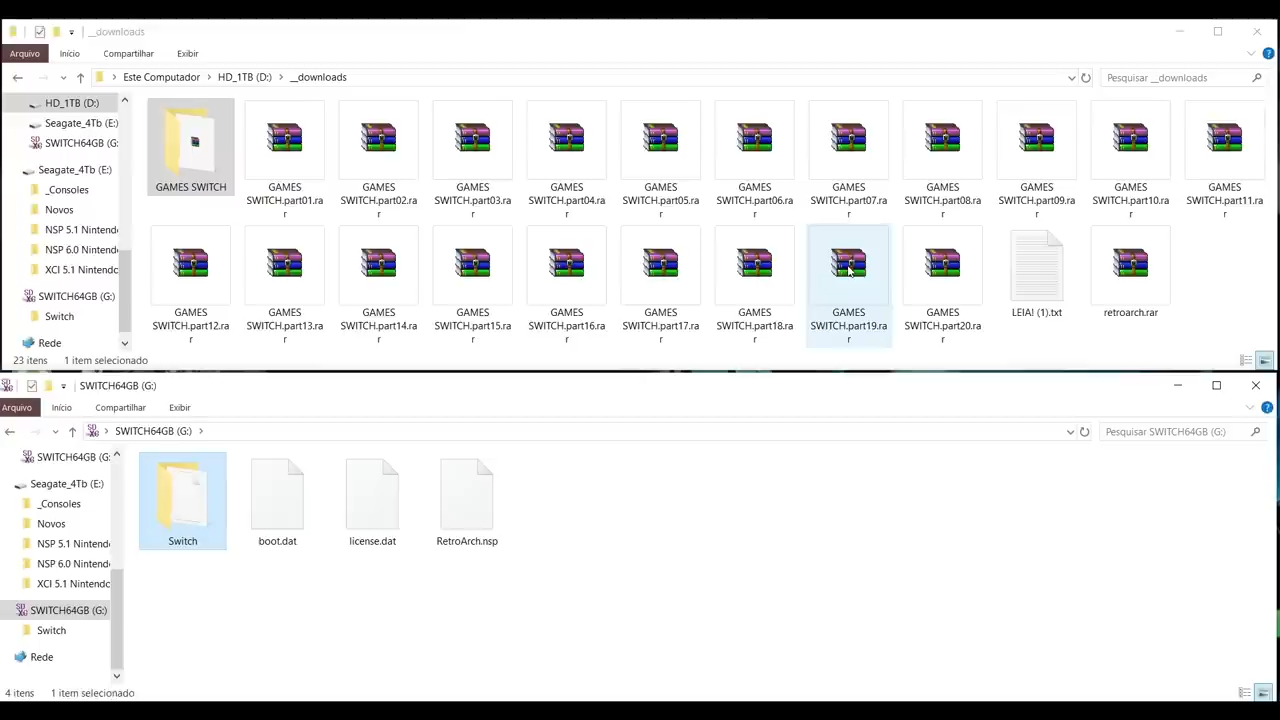 __downloads
Arquivo Início Compartilhar Exibir
Este Computador HD_1TB (D:) __downloads Pesquisar __downloads
HD_1TB (D:)
Seagate_4Tb (E:)
SWITCH64GB (G:
Seagate_4Tb (E:)
_Consoles
Novos
NSP 5.1 Nintend
NSP 6.0 Nintend
XCI 5.1 Nintendc
SWITCH64GB (G:)
Switch
Rede
GAMES SWITCH
GAMES SWITCH.part01.rar
GAMES SWITCH.part02.rar
GAMES SWITCH.part03.rar
GAMES SWITCH.part04.rar
GAMES SWITCH.part05.rar
GAMES SWITCH.part06.rar
GAMES SWITCH.part07.rar
GAMES SWITCH.part08.rar
GAMES SWITCH.part09.rar
GAMES SWITCH.part10.rar
GAMES SWITCH.part11.rar
GAMES SWITCH.part12.rar
GAMES SWITCH.part13.rar
GAMES SWITCH.part14.rar
GAMES SWITCH.part15.rar
GAMES SWITCH.part16.rar
GAMES SWITCH.part17.rar
GAMES SWITCH.part18.rar
GAMES SWITCH.part19.rar
GAMES SWITCH.part20.rar
LEIA! (1).txt
retroarch.rar
23 itens 1 item selecionado
SWITCH64GB (G:)
Arquivo Início Compartilhar Exibir
SWITCH64GB (G:) Pesquisar SWITCH64GB (G:)
SWITCH64GB (G:
Seagate_4Tb (E:)
_Consoles
Novos
NSP 5.1 Nintend
NSP 6.0 Nintend
XCI 5.1 Nintendc
SWITCH64GB (G:)
Switch
Rede
Switch
boot.dat
license.dat
RetroArch.nsp
4 itens 1 item selecionado